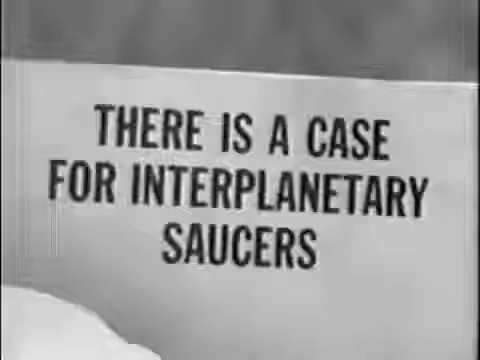 THERE IS A CASE
FOR INTERPLANETARY
SAUCERS